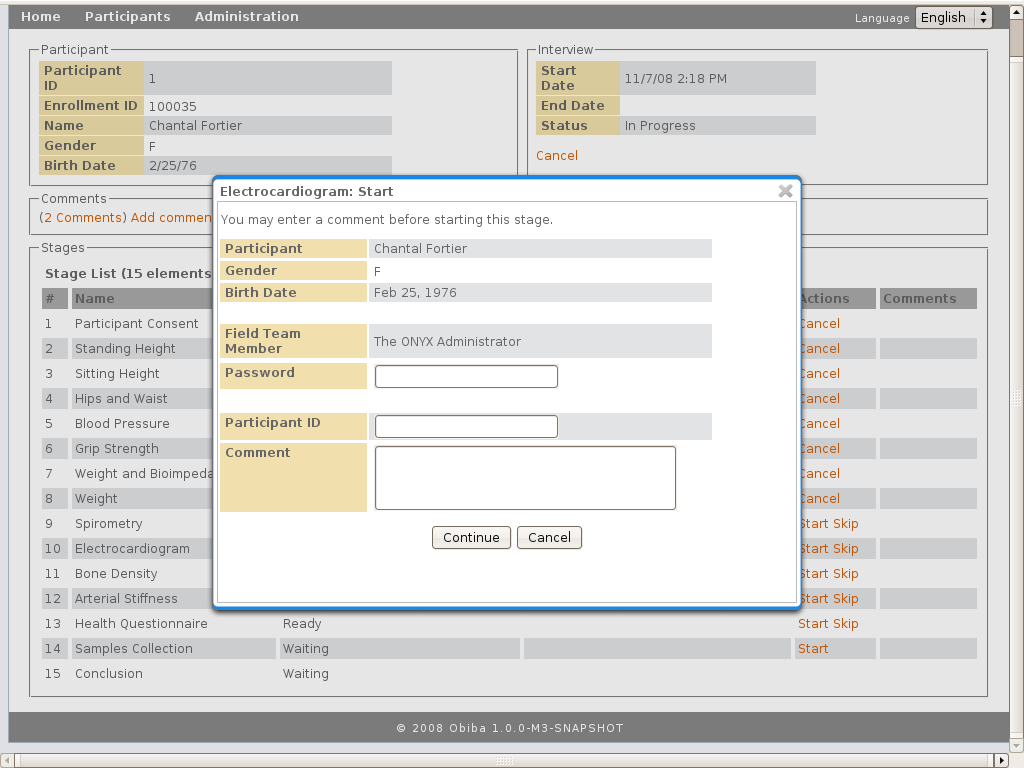 Home Participants Administration Language English
Participant
Participant ID 1
Enrollment ID 100035
Name Chantal Fortier
Gender F
Birth Date 2/25/76
Interview
Start Date 11/7/08 2:18 PM
End Date
Status In Progress
Cancel
Comments
(2 Comments) Add commen
Stages
Stage List (15 elements
# Name Actions Comments
1 Participant Consent Cancel
2 Standing Height Cancel
3 Sitting Height Cancel
4 Hips and Waist Cancel
5 Blood Pressure Cancel
6 Grip Strength Cancel
7 Weight and Bioimpeda Cancel
8 Weight Cancel
9 Spirometry Start Skip
10 Electrocardiogram Start Skip
11 Bone Density Start Skip
12 Arterial Stiffness Start Skip
13 Health Questionnaire Ready Start Skip
14 Samples Collection Waiting Start
15 Conclusion Waiting
Electrocardiogram: Start
You may enter a comment before starting this stage.
Participant Chantal Fortier
Gender F
Birth Date Feb 25, 1976
Field Team
Member The ONYX Administrator
Password
Participant ID
Comment
Continue Cancel
© 2008 Obiba 1.0.0-M3-SNAPSHOT